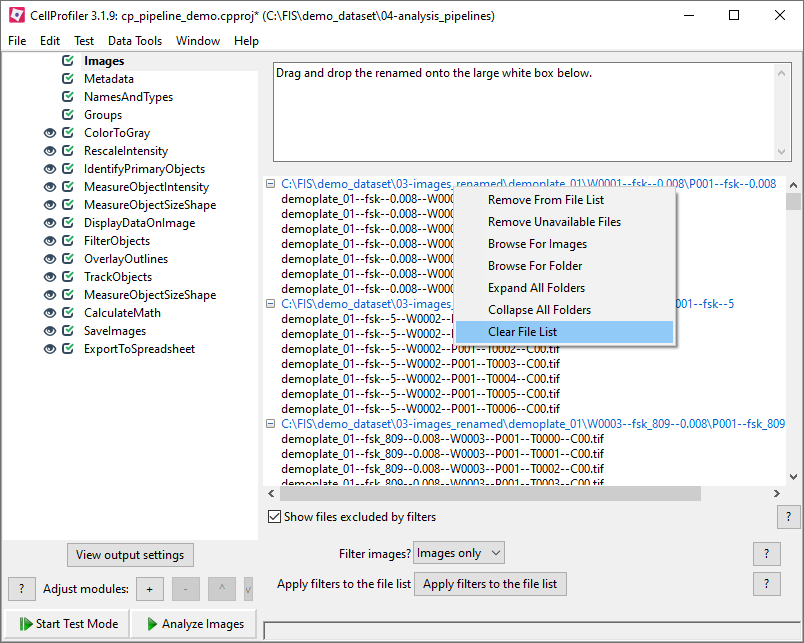 CellProfiler 3.1.9: cp_pipeline_demo.cpproj* (C:\FIS\demo_dataset\04-analysis_pipelines)
File Edit Test Data Tools Window Help
Images
Metadata
NamesAndTypes
Groups
ColorToGray
RescaleIntensity
IdentifyPrimaryObjects
MeasureObjectIntensity
MeasureObjectSizeShape
DisplayDataOnImage
FilterObjects
OverlayOutlines
TrackObjects
MeasureObjectSizeShape
CalculateMath
SaveImages
ExportToSpreadsheet
View output settings
? Adjust modules: + - ^ v
Start Test Mode Analyze Images
Drag and drop the renamed onto the large white box below.
C:\FIS\demo_dataset\03-images_renamed\demoplate_01\W0001--fsk--0.008\P001--fsk--0.008
demoplate_01--fsk--0.008--W000
demoplate_01--fsk--0.008--W000
demoplate_01--fsk--0.008--W000
demoplate_01--fsk--0.008--W000
demoplate_01--fsk--0.008--W000
demoplate_01--fsk--0.008--W000
demoplate_01--fsk--0.008--W000
C:\FIS\demo_dataset\03-images_ 001--fsk--5
demoplate_01--fsk--5--W0002--P
demoplate_01--fsk--5--W0002--P
demoplate_01--fsk--5--W0002--P001--T0002--C00.tif
demoplate_01--fsk--5--W0002--P001--T0003--C00.tif
demoplate_01--fsk--5--W0002--P001--T0004--C00.tif
demoplate_01--fsk--5--W0002--P001--T0005--C00.tif
demoplate_01--fsk--5--W0002--P001--T0006--C00.tif
C:\FIS\demo_dataset\03-images_renamed\demoplate_01\W0003--fsk_809--0.008\P001--fsk_809
demoplate_01--fsk_809--0.008--W0003--P001--T0000--C00.tif
demoplate_01--fsk_809--0.008--W0003--P001--T0001--C00.tif
demoplate_01--fsk_809--0.008--W0003--P001--T0002--C00.tif
demoplate_01--fsk_809--0.008--W0003--P001--T0003--C00.tif
Remove From File List
Remove Unavailable Files
Browse For Images
Browse For Folder
Expand All Folders
Collapse All Folders
Clear File List
Show files excluded by filters ?
Filter images? Images only ?
Apply filters to the file list Apply filters to the file list ?